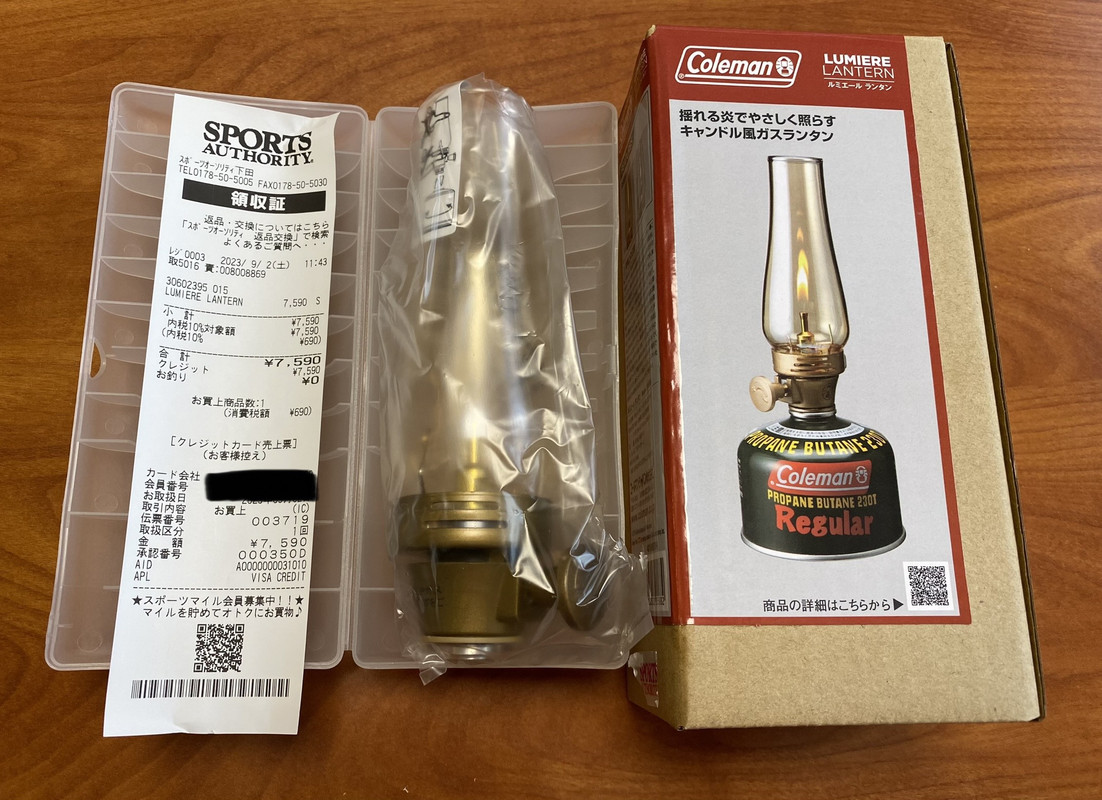 SPORTS
AUTHORITY®
スポーツオーソリティ下田
TEL0178-50-5005 FAX0178-50-5030
領収証
返品・交換についてはこちら
「スポーツオーソリティ 返品交換」で検索
よくあるご質問へ・・・
レジ0003 2023/ 9/ 2(土) 11:43
取5016 責:008008869
30602395 015
LUMIERE LANTERN 7,590 S
小 計 ¥7,590
内税10%対象額 ¥7,590
(内税10% ¥690)
合 計 ¥7,590
クレジット ¥7,590
お釣り ¥0
お買上商品数:1
(消費税額 ¥690)
[クレジットカード売上票]
(お客様控え)
カード会社
会員番号
お取扱日
取引内容 お買上 (IC)
伝票番号 003719
取扱区分 1回
金 額 ¥7,590
承認番号 000350D
AID A0000000031010
APL VISA CREDIT
★スポーツマイル会員募集中!!★
マイルを貯めてオトクにお買物♪
Coleman
LUMIERE
LANTERN
ルミエール ランタン
揺れる炎でやさしく照らす
キャンドル風ガスランタン
PROPANE BUTANE 230T
Coleman
PROPANE BUTANE 230T
Regular
商品の詳細はこちらから▶